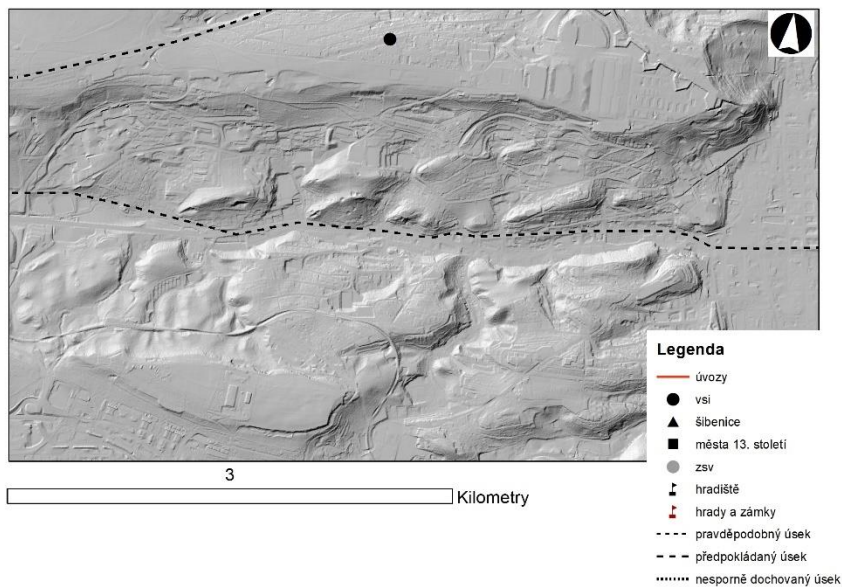 Legenda
úvozy
vsi
šibenice
města 13. století
zsv
hradiště
hrady a zámky
pravděpodobný úsek
předpokládaný úsek
nesporně dochovaný úsek
3
Kilometry